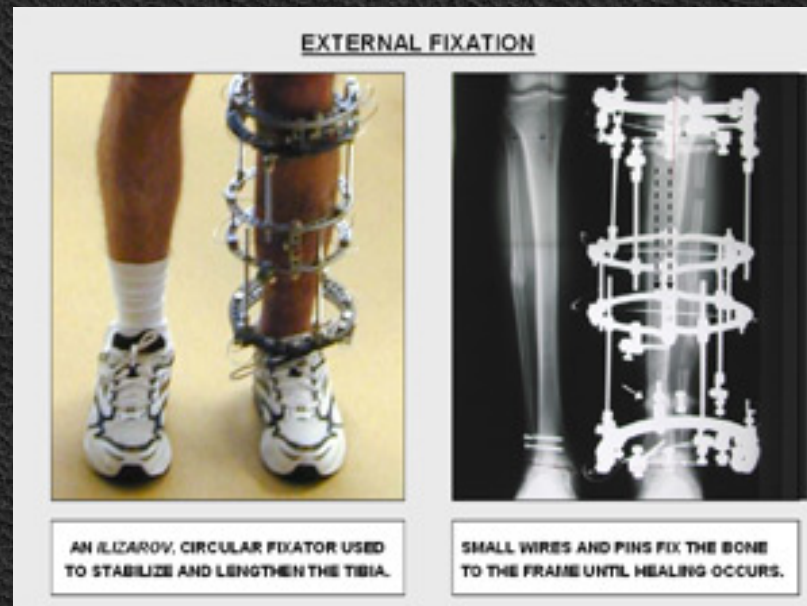 EXTERNAL FIXATION
AN ILIZAROV, CIRCULAR FIXATOR USED
TO STABILIZE AND LENGTHEN THE TIBIA.
SMALL WIRES AND PINS FIX THE BONE
TO THE FRAME UNTIL HEALING OCCURS.